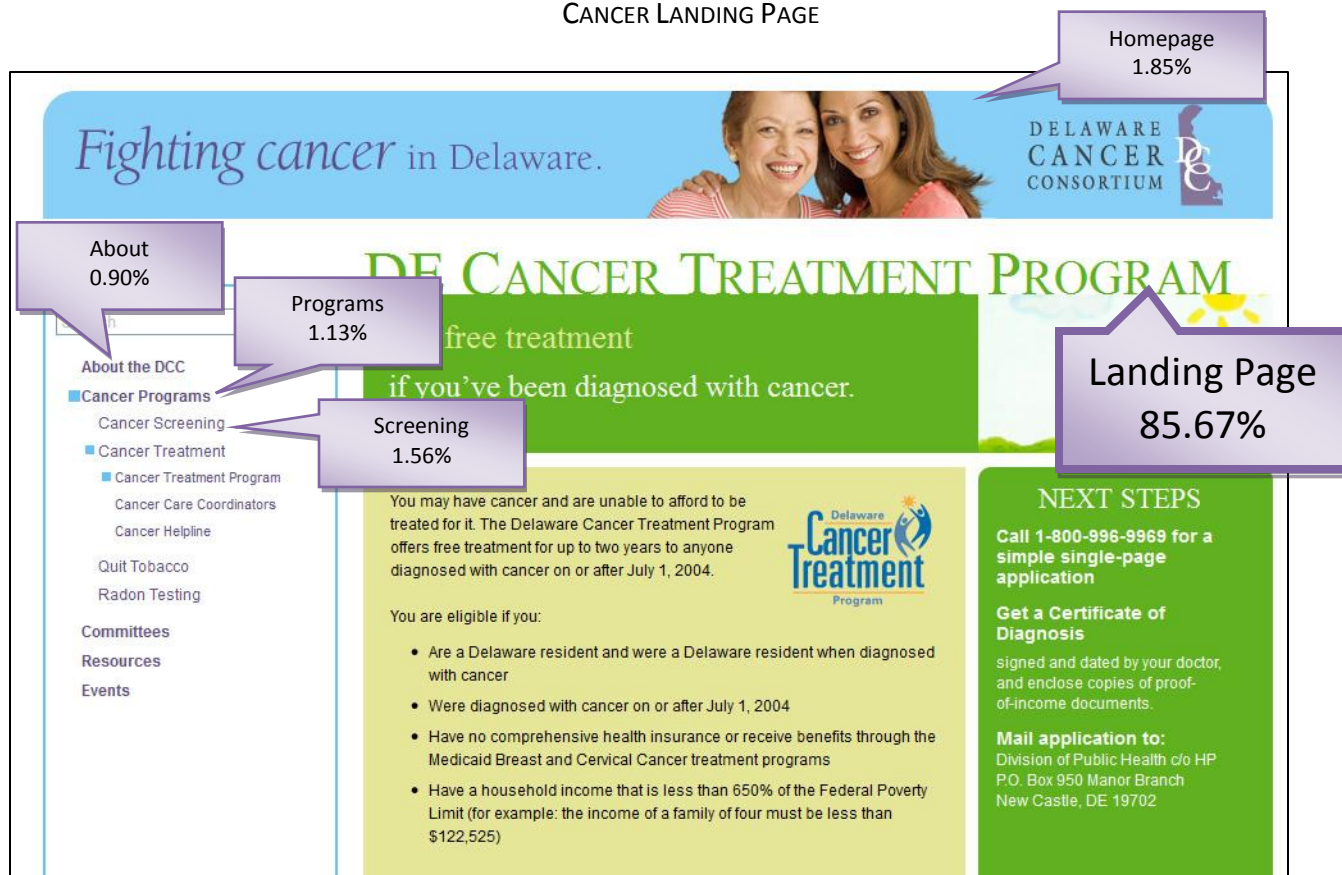 CANCER LANDING PAGE
Homepage
1.85%
Fighting cancer in Delaware.
DELAWARE
CANCER
CONSORTIUM
DCC
About
0.90%
DE CANCER TREATMENT PROGRAM
Programs
1.13%
free treatment
if you've been diagnosed with cancer.
Landing Page
85.67%
About the DCC
Cancer Programs
Cancer Screening
Screening
1.56%
Cancer Treatment
Cancer Treatment Program
Cancer Care Coordinators
Cancer Helpline
Quit Tobacco
Radon Testing
Committees
Resources
Events
You may have cancer and are unable to afford to be
treated for it. The Delaware Cancer Treatment Program
offers free treatment for up to two years to anyone
diagnosed with cancer on or after July 1, 2004.
Delaware
Cancer
Treatment
Program
You are eligible if you:
• Are a Delaware resident and were a Delaware resident when diagnosed
with cancer
• Were diagnosed with cancer on or after July 1, 2004
• Have no comprehensive health insurance or receive benefits through the
Medicaid Breast and Cervical Cancer treatment programs
• Have a household income that is less than 650% of the Federal Poverty
Limit (for example: the income of a family of four must be less than
$122,525)
NEXT STEPS
Call 1-800-996-9969 for a
simple single-page
application
Get a Certificate of
Diagnosis
signed and dated by your doctor,
and enclose copies of proof-
of-income documents.
Mail application to:
Division of Public Health c/o HP
P.O. Box 950 Manor Branch
New Castle, DE 19702